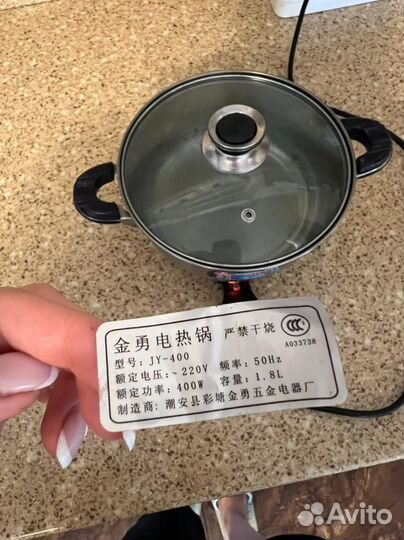 金勇电热锅 严禁干烧
型号: JY-400 A033738
额定电压: ~220V 频率: 50Hz
额定功率: 400W 容量: 1.8L
制造商: 潮安县彩塘金勇五金电器厂
Avito